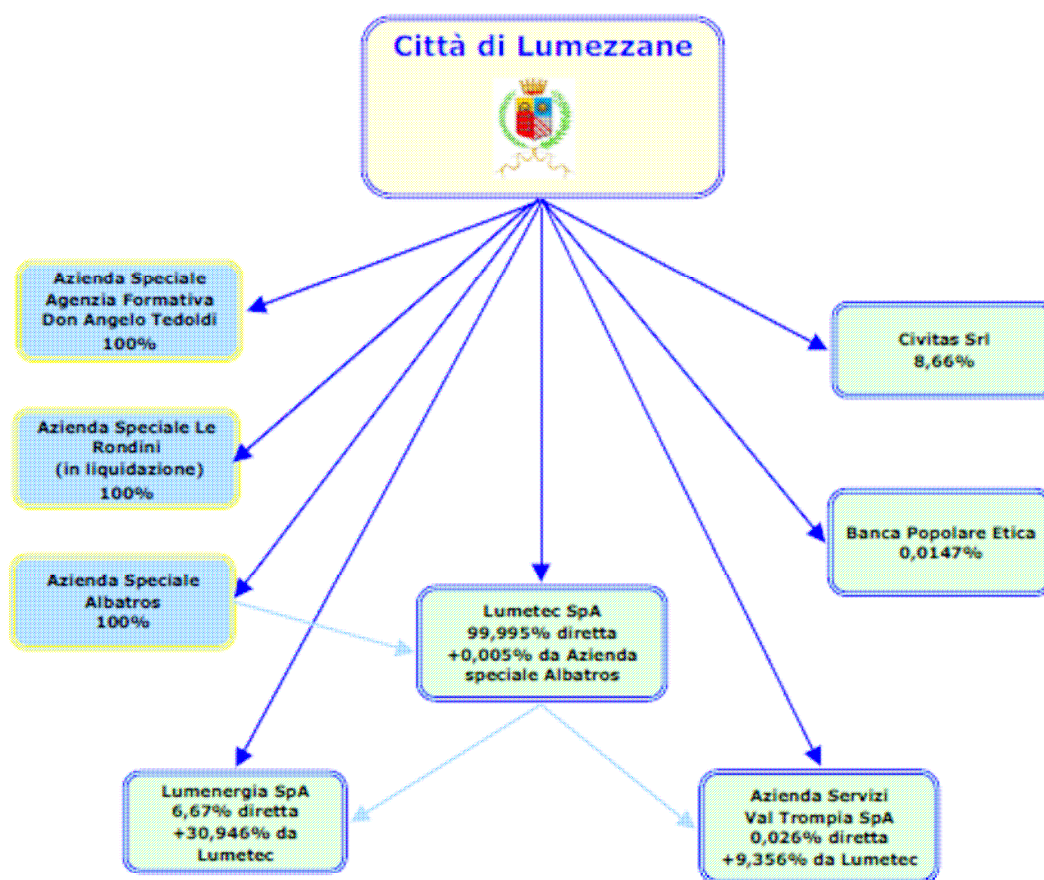 Città di Lumezzane
Azienda Speciale
Agenzia Formativa
Don Angelo Tedoldi
100%
Civitas Srl
8,66%
Azienda Speciale Le
Rondini
(in liquidazione)
100%
Banca Popolare Etica
0,0147%
Azienda Speciale
Albatros
100%
Lumetec SpA
99,995% diretta
+0,005% da Azienda
speciale Albatros
Lumenergia SpA
6,67% diretta
+30,946% da
Lumetec
Azienda Servizi
Val Trompia SpA
0,026% diretta
+9,356% da Lumetec